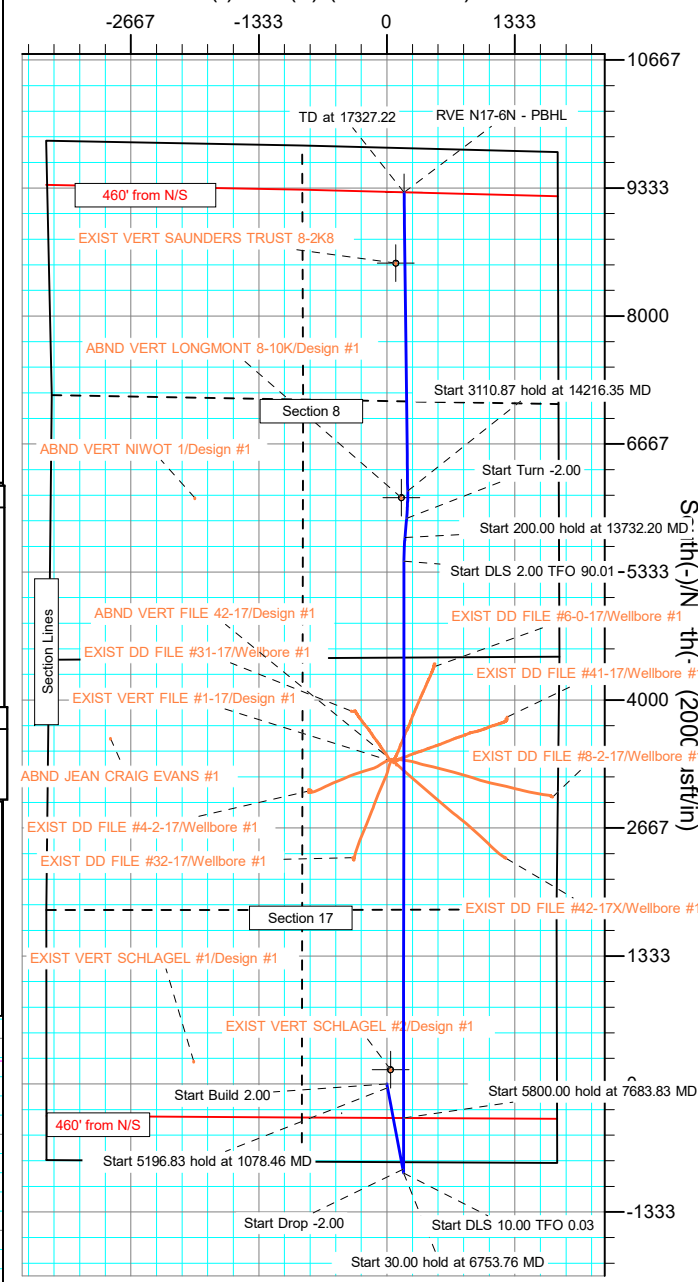 -2667 -1333 0 1333
10667
TD at 17327.22
RVE N17-6N - PBHL
9333
460' from N/S
EXIST VERT SAUNDERS TRUST 8-2K8
8000
ABND VERT LONGMONT 8-10K/Design #1
Start 3110.87 hold at 14216.35 MD
Section 8
6667
ABND VERT NIWOT 1/Design #1
Start Turn -2.00
Start 200.00 hold at 13732.20 MD
5333
Start DLS 2.00 TFO 90.01
Section Lines
ABND VERT FILE 42-17/Design #1
EXIST DD FILE #6-0-17/Wellbore #1
EXIST DD FILE #31-17/Wellbore #1
EXIST DD FILE #41-17/Wellbore #1
EXIST VERT FILE #1-17/Design #1
4000
EXIST DD FILE #8-2-17/Wellbore #1
ABND JEAN CRAIG EVANS #1
2667
EXIST DD FILE #4-2-17/Wellbore #1
EXIST DD FILE #32-17/Wellbore #1
EXIST DD FILE #42-17X/Wellbore #1
Section 17
1333
EXIST VERT SCHLAGEL #1/Design #1
EXIST VERT SCHLAGEL #2/Design #1
0
Start Build 2.00
Start 5800.00 hold at 7683.83 MD
460' from N/S
Start 5196.83 hold at 1078.46 MD
-1333
Start Drop -2.00
Start DLS 10.00 TFO 0.03
Start 30.00 hold at 6753.76 MD
usft/in)